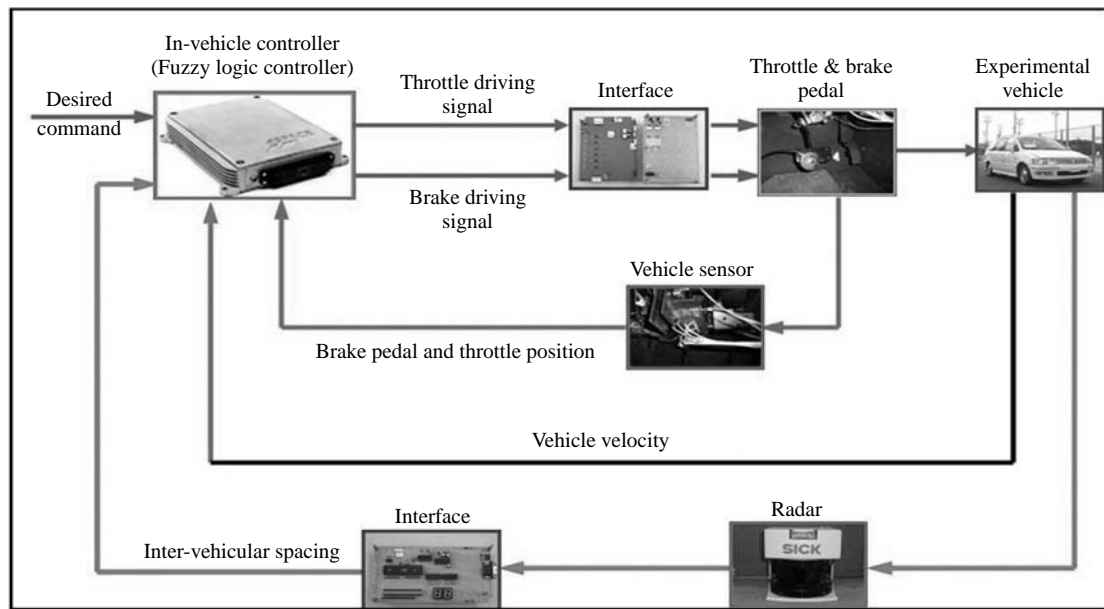 In-vehicle controller
(Fuzzy logic controller)
Desired
command
Throttle driving
signal
Interface
Throttle & brake
pedal
Experimental
vehicle
Brake driving
signal
Vehicle sensor
Brake pedal and throttle position
Vehicle velocity
Inter-vehicular spacing
Interface
Radar
SICK